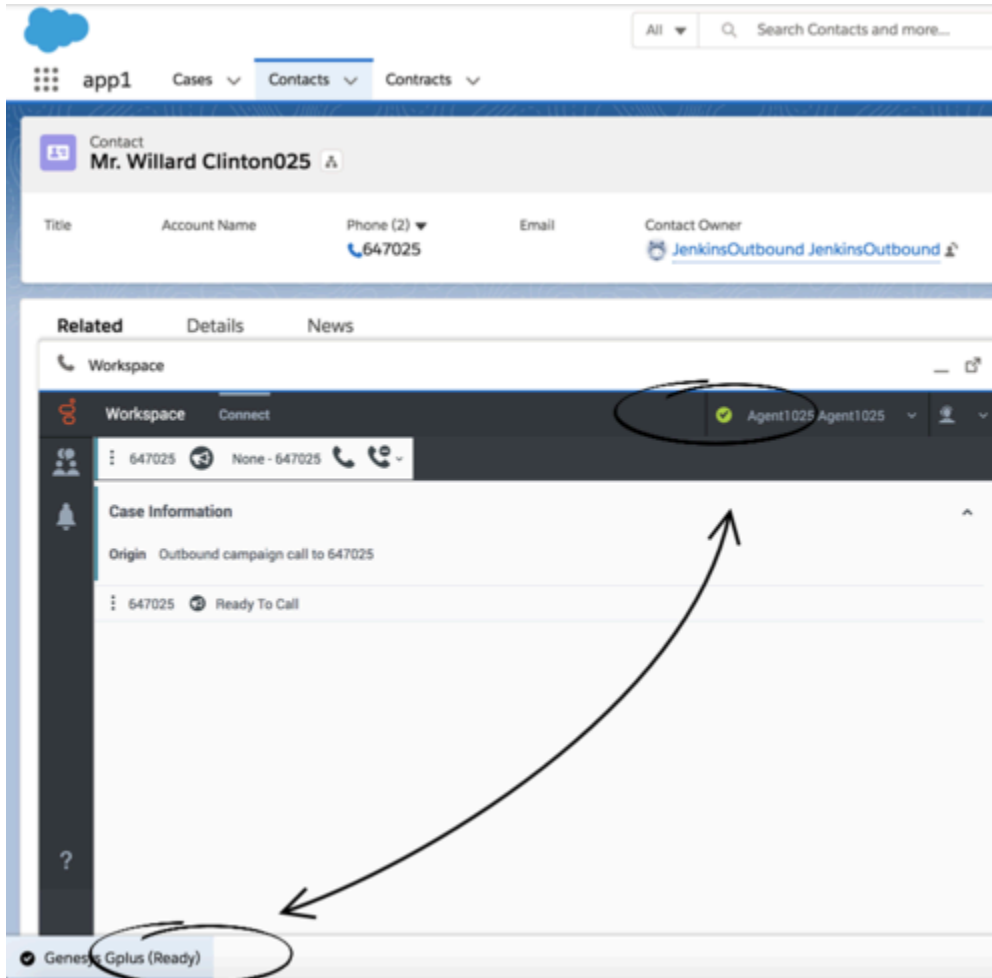 All Search Contacts and more...
app1 Cases Contacts Contracts
Contact
Mr. Willard Clinton025
Title Account Name Phone (2) Email Contact Owner
647025 JenkinsOutbound JenkinsOutbound
Related Details News
Workspace
Workspace Connect Agent1025 Agent1025
647025 None - 647025
Case Information
Origin Outbound campaign call to 647025
647025 Ready To Call
?
Genesys Gplus (Ready)